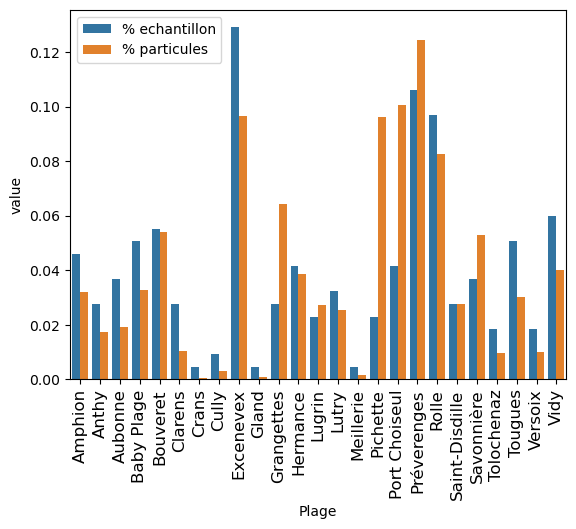 % echantillon
% particules
0.12
0.10
0.08
0.06
0.04
0.02
0.00
value
Amphion
Anthy
Aubonne
Baby Plage
Bouveret
Clarens
Crans
Cully
Excenevex
Gland
Grangettes
Hermance
Lugrin
Lutry
Meillerie
Pichette
Port Choiseul
Préverenges
Rolle
Saint-Disdille
Savonnière
Tolochenaz
Tougues
Versoix
Vidy
Plage